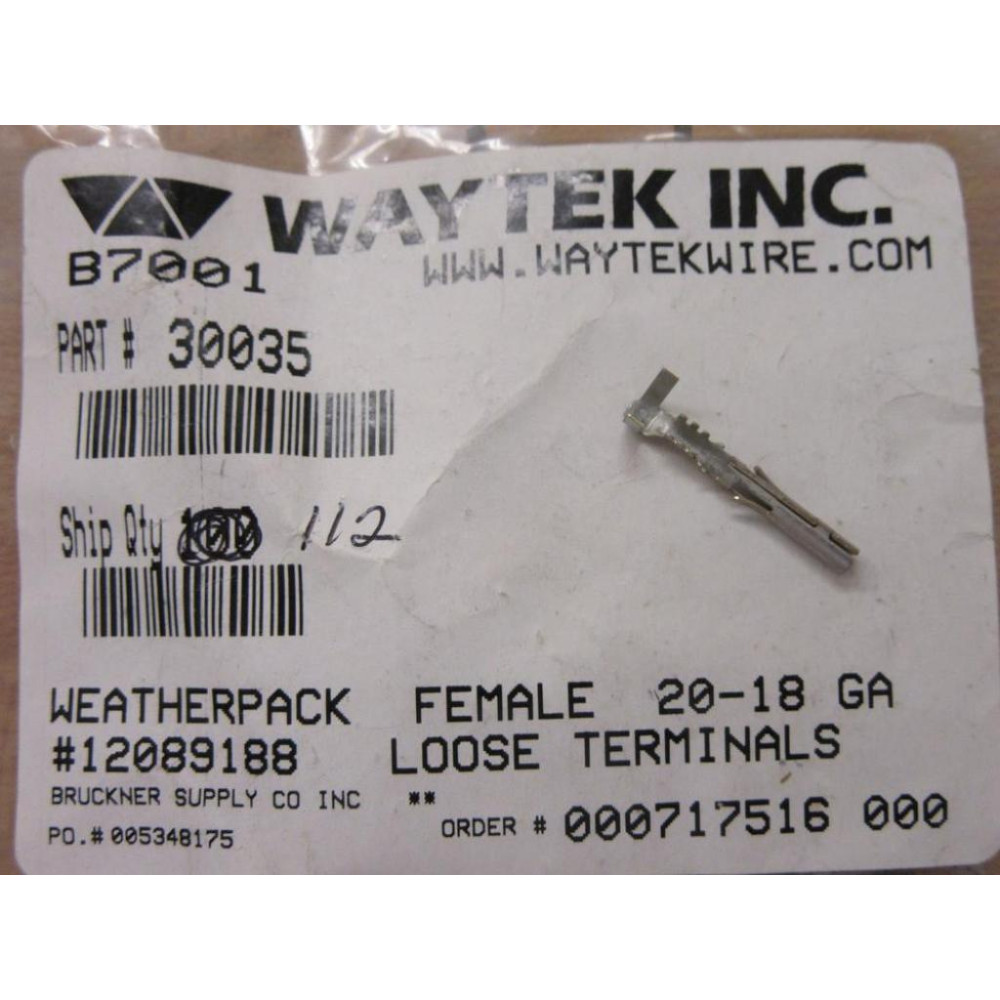 WAYTEK INC.
B7001 WWW.WAYTEKWIRE.COM
PART # 30035
Ship Qty 100 112
WEATHERPACK FEMALE 20-18 GA
#12089188 LOOSE TERMINALS
BRUCKNER SUPPLY CO INC **
PO.# 005348175 ORDER # 000717516 000